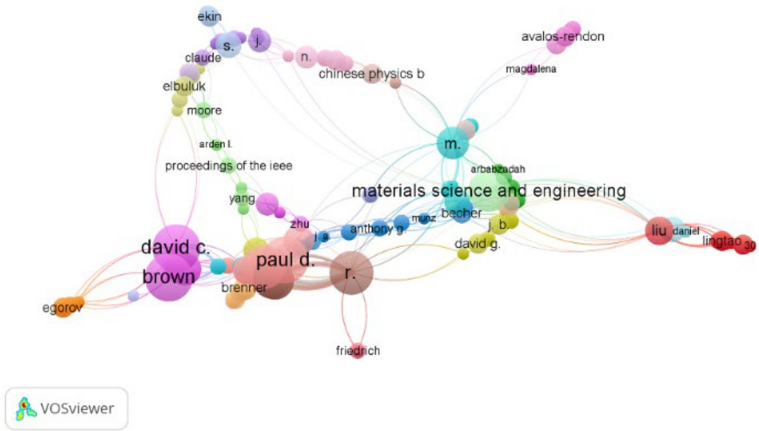 ekin
s.
j.
n.
claude
chinese physics b
avalos-rendon
magdalena
elbuluk
moore
m.
arden l.
proceedings of the ieee
arbabzadah
materials science and engineering
yang
becher
zhu
munz
j. b.
j a.
anthony g
liu
daniel
lingtao
30
david c.
david g.
paul d.
r.
brown
brenner
egorov
friedrich
VOSviewer